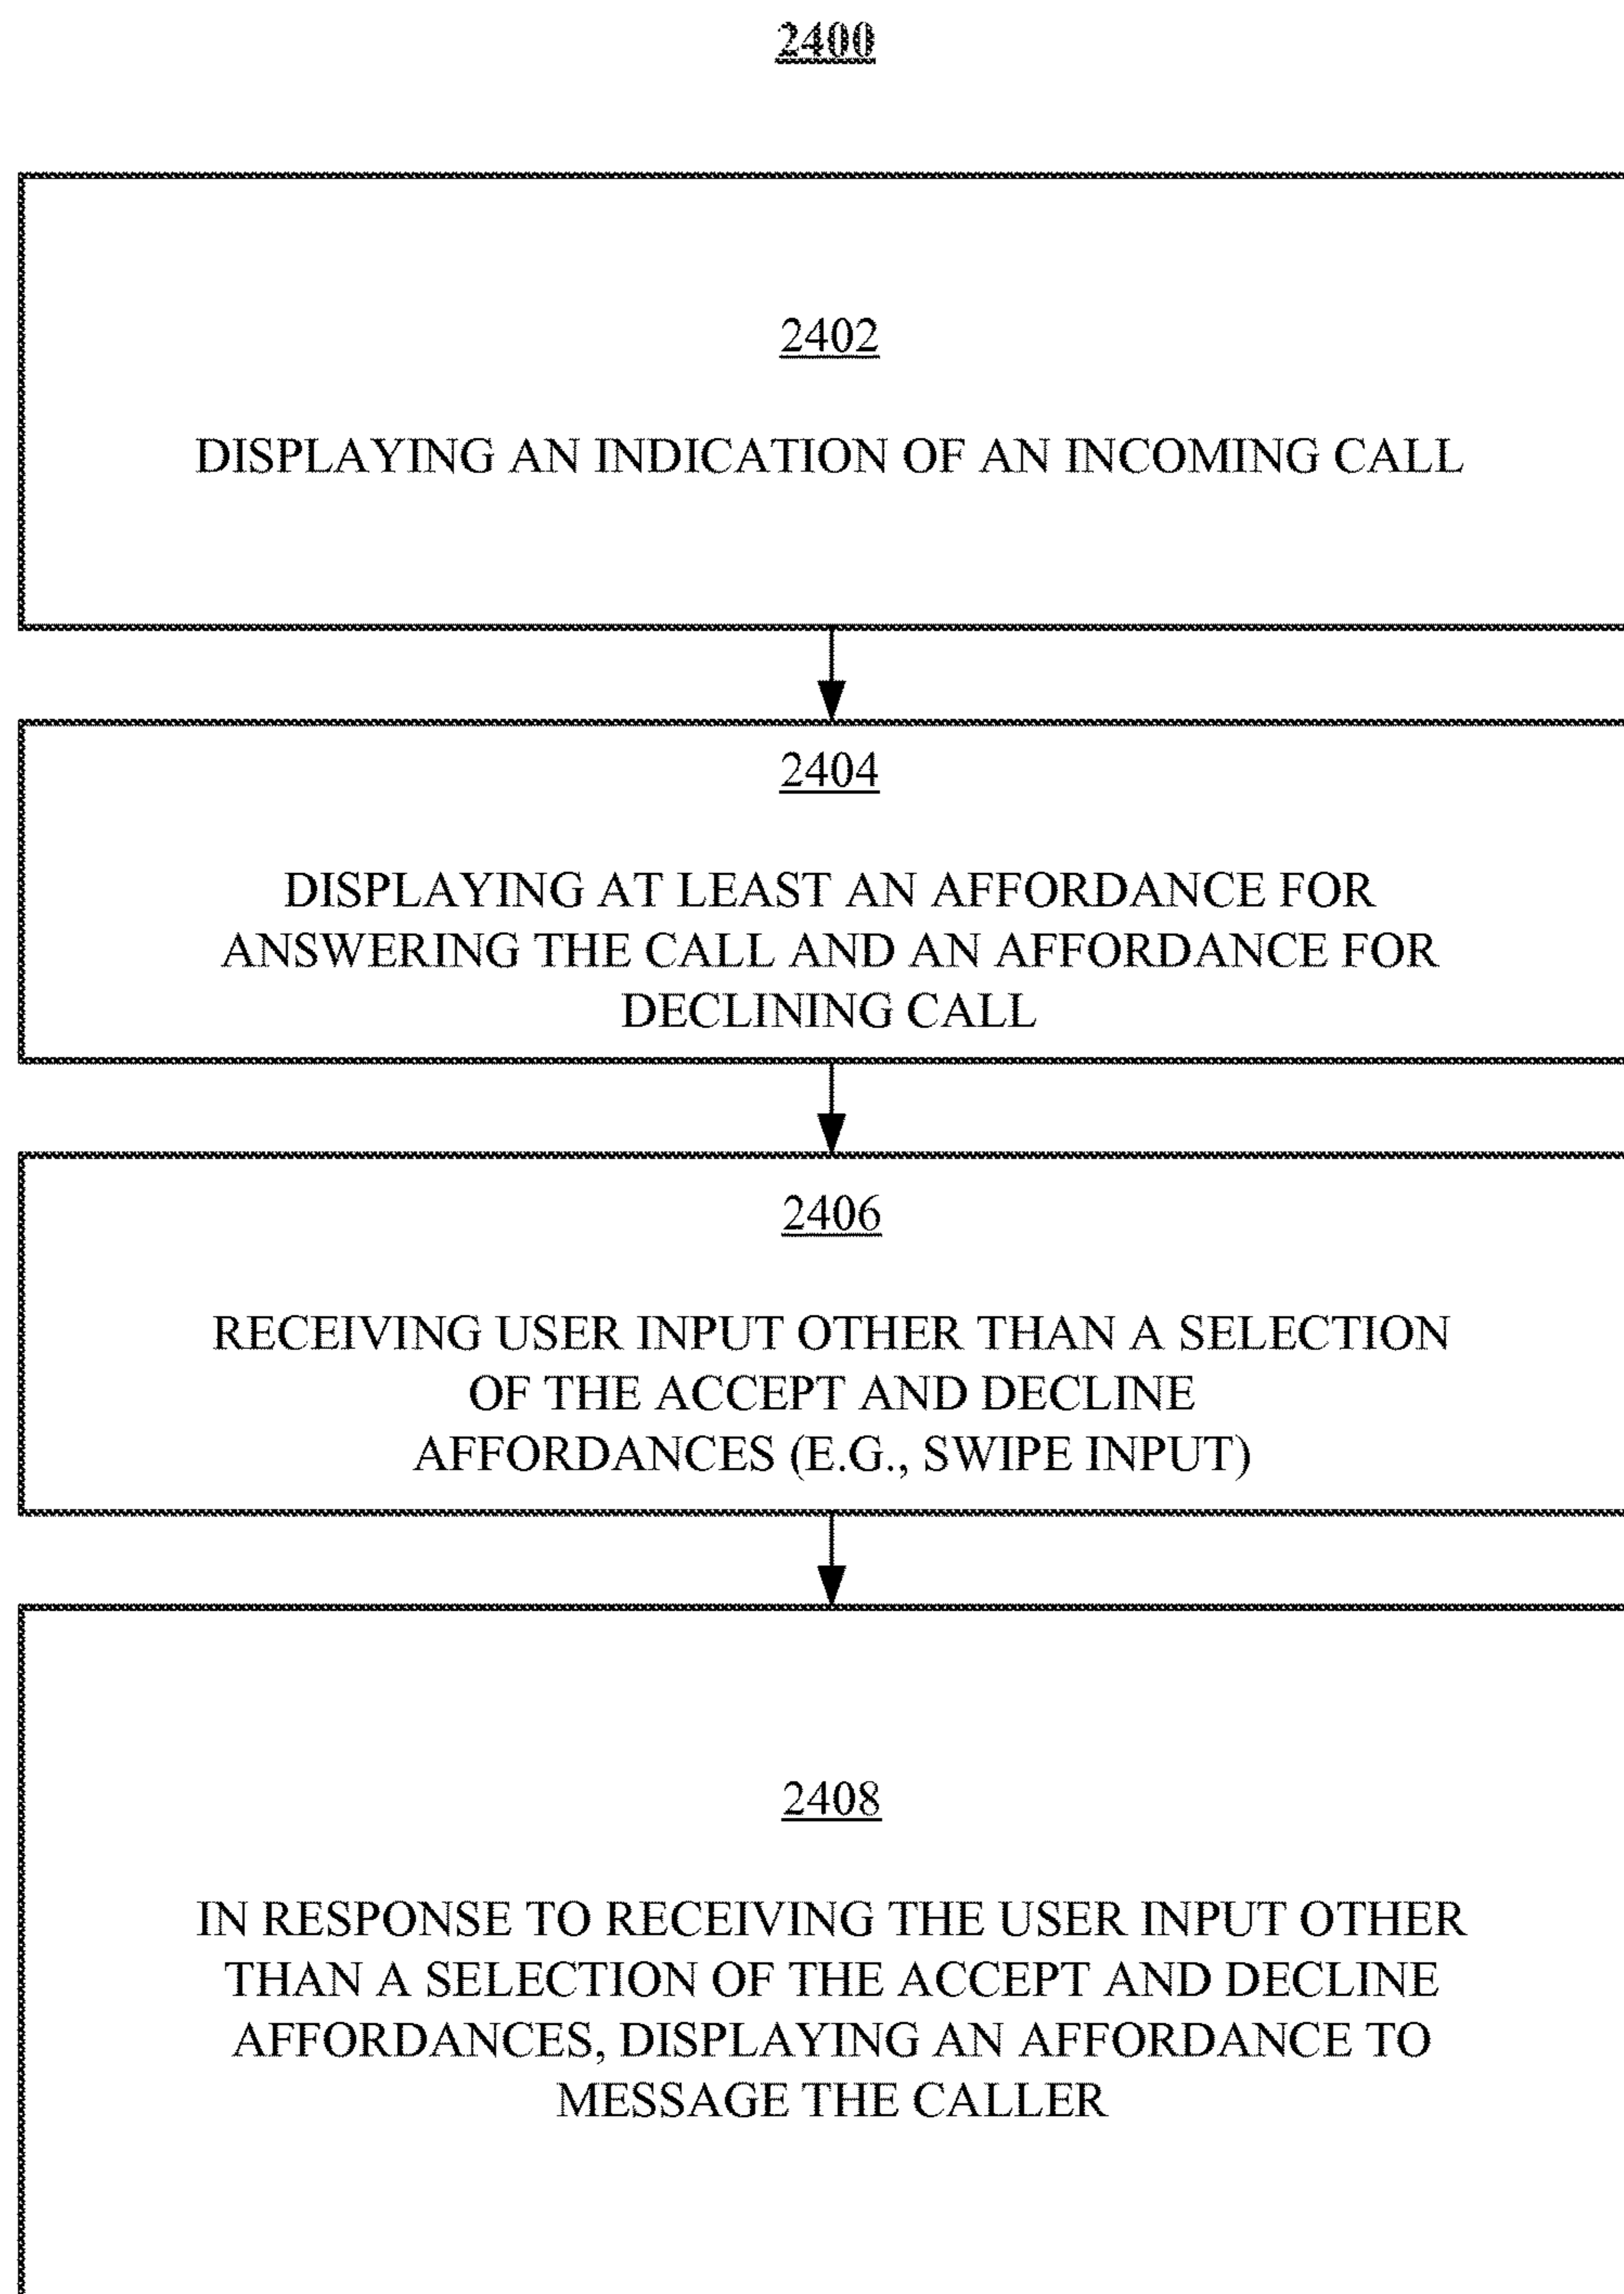 2400
2402
DISPLAYING AN INDICATION OF AN INCOMING CALL
2404
DISPLAYING AT LEAST AN AFFORDANCE FOR
ANSWERING THE CALL AND AN AFFORDANCE FOR
DECLINING CALL
2406
RECEIVING USER INPUT OTHER THAN A SELECTION
OF THE ACCEPT AND DECLINE
AFFORDANCES (E.G., SWIPE INPUT)
2408
IN RESPONSE TO RECEIVING THE USER INPUT OTHER
THAN A SELECTION OF THE ACCEPT AND DECLINE
AFFORDANCES, DISPLAYING AN AFFORDANCE TO
MESSAGE THE CALLER